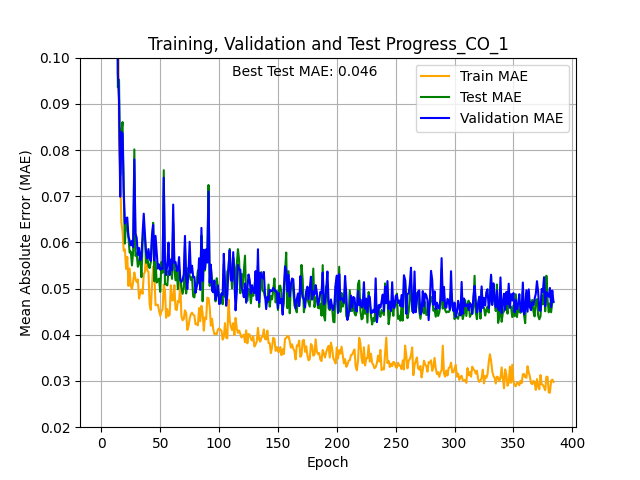 Training, Validation and Test Progress_CO_1
Best Test MAE: 0.046
Train MAE
Test MAE
Validation MAE
Mean Absolute Error (MAE)
0.10
0.09
0.08
0.07
0.06
0.05
0.04
0.03
0.02
0 50 100 150 200 250 300 350 400
Epoch